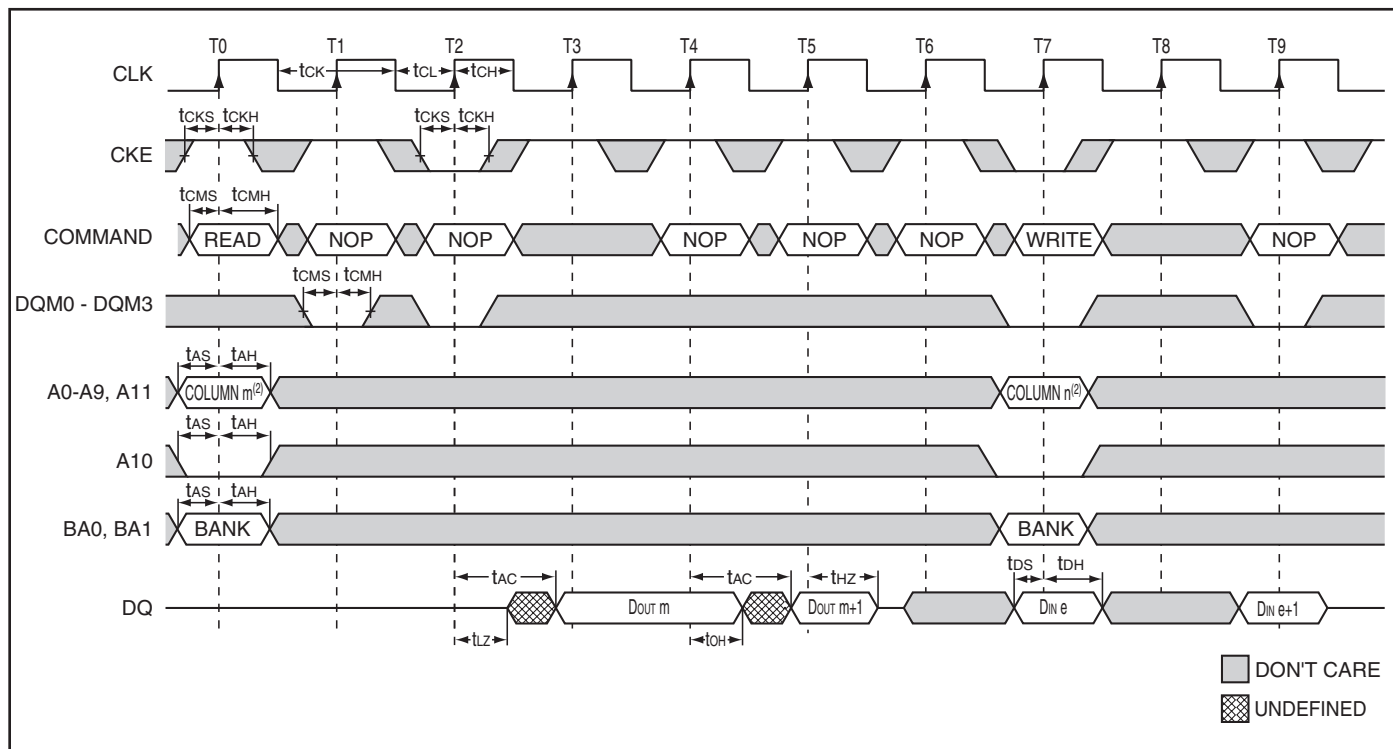 T0 T1 T2 T3 T4 T5 T6 T7 T8 T9
CLK tCK tCL tCH
tCKS tCKH tCKS tCKH
CKE
tCMS tCMH
COMMAND READ NOP NOP NOP NOP NOP WRITE NOP
tCMS tCMH
DQM0 - DQM3
tAS tAH
A0-A9, A11 COLUMN m(2) COLUMN n(2)
tAS tAH
A10
tAS tAH
BA0, BA1 BANK BANK
tAC tAC tHZ tDS tDH
DQ DOUT m DOUT m+1 DIN e DIN e+1
tLZ tOH
DON'T CARE
UNDEFINED